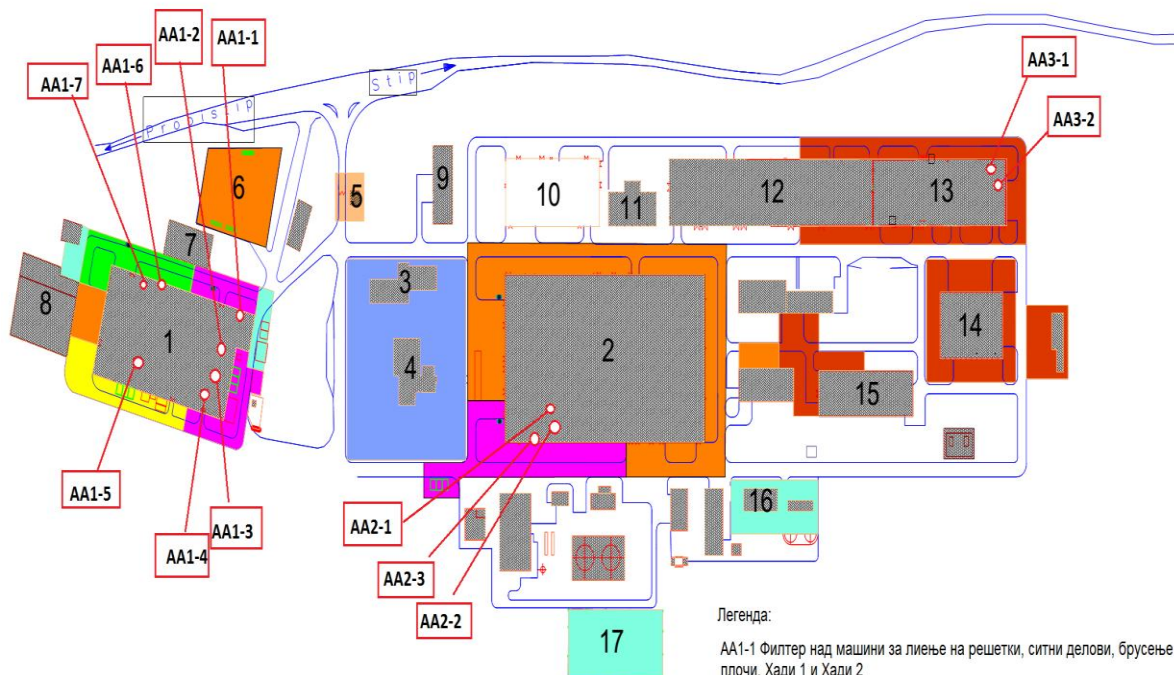 AA1-2
AA1-1
AA1-6
AA1-7
Probistip
Stip
AA3-1
AA3-2
9
10
11
12
13
5
6
7
8
1
3
4
2
14
15
AA1-5
AA1-4
AA1-3
AA2-1
AA2-3
AA2-2
16
17
Легенда:
AA1-1 Филтер над машини за лиење на решетки, ситни делови, брусење
плочи, Хади 1 и Хади 2